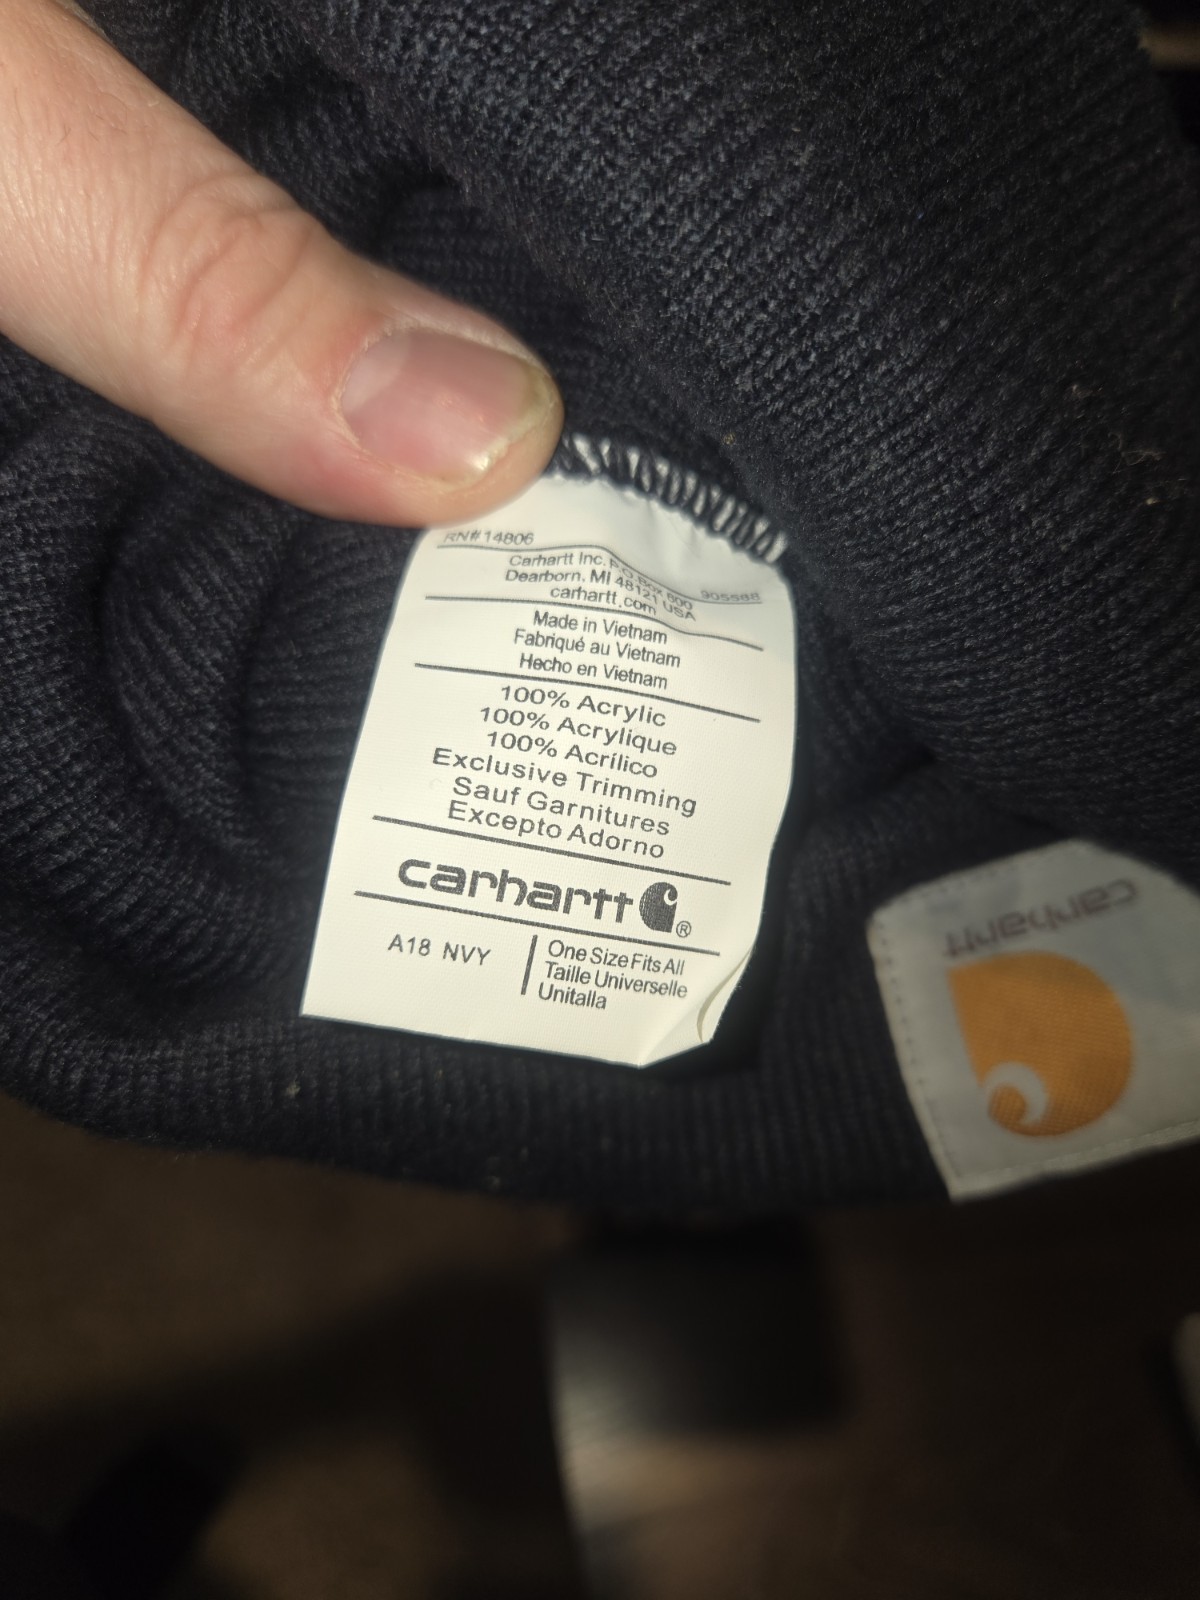 RN#14806
905588
Carhartt Inc. P.O Box 600
Dearborn, MI 48121 USA
carhartt.com
Made in Vietnam
Fabriqué au Vietnam
Hecho en Vietnam
100% Acrylic
100% Acrylique
100% Acrílico
Exclusive Trimming
Sauf Garnitures
Excepto Adorno
carhartt ®
A18 NVY
One Size Fits All
Taille Universelle
Unitalla
carhartt